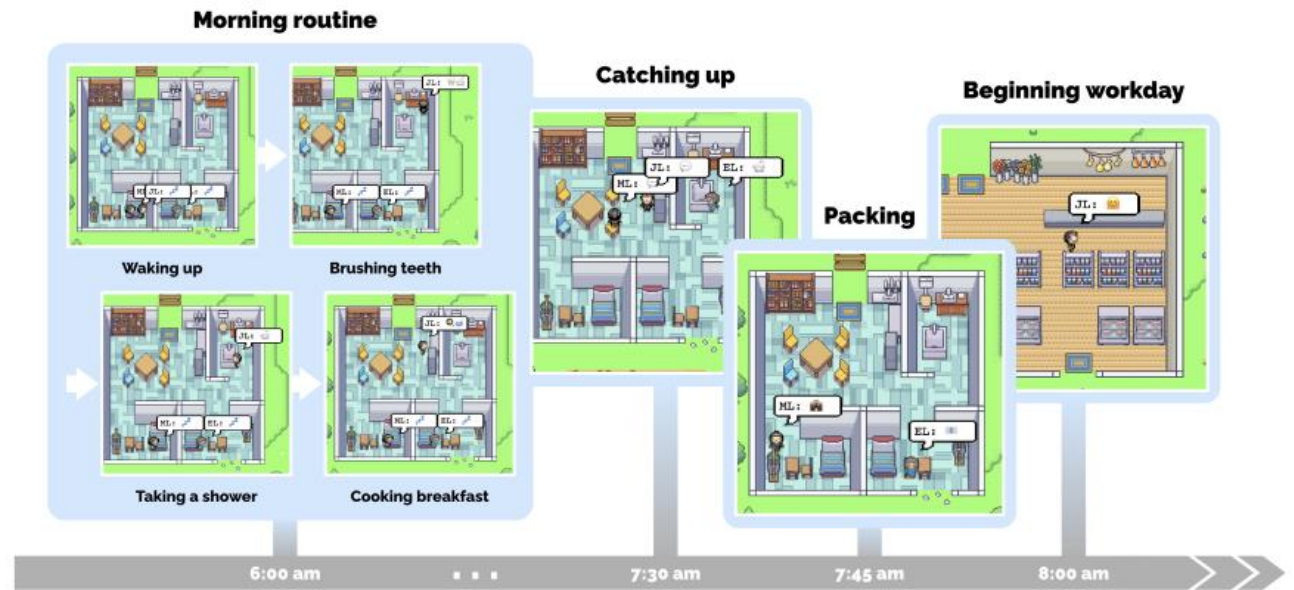 Morning routine
JL:
JL:
ML:
EL:
Waking up
Brushing teeth
JL:
JL:
ML:
EL:
ML:
EL:
Taking a shower
Cooking breakfast
Catching up
JL:
EL:
ML:
Packing
ML:
EL:
Beginning workday
JL:
6:00 am
...
7:30 am
7:45 am
8:00 am